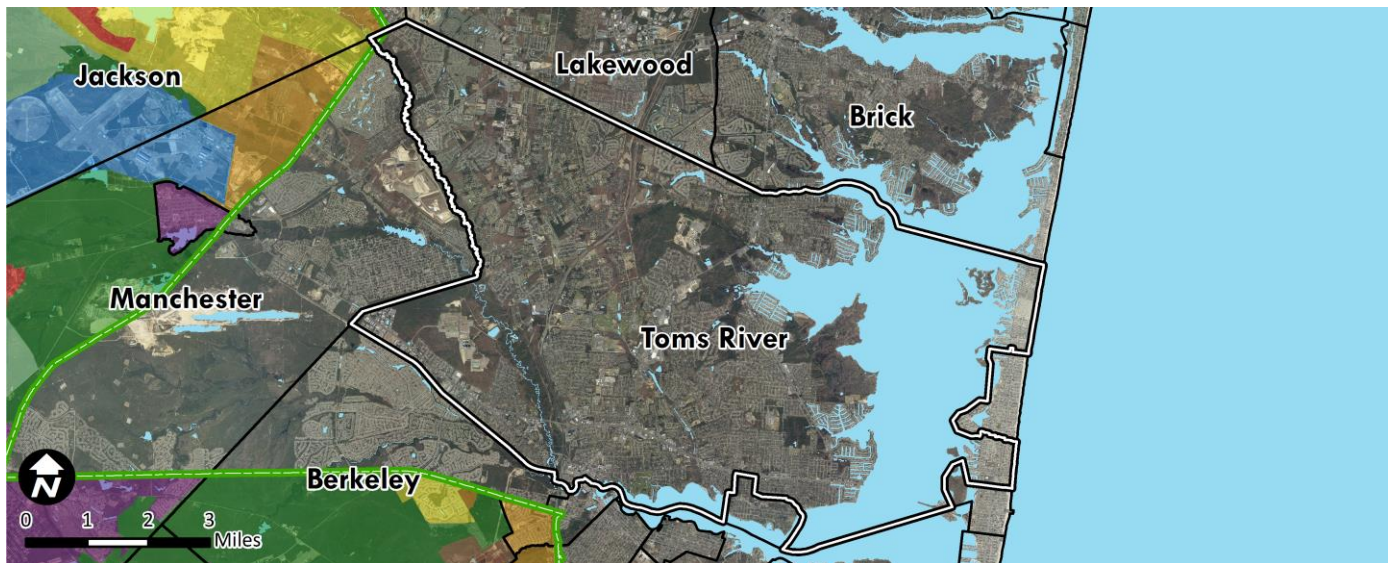 Jackson
Lakewood
Brick
Manchester
Toms River
Berkeley
N
0 1 2 3
Miles